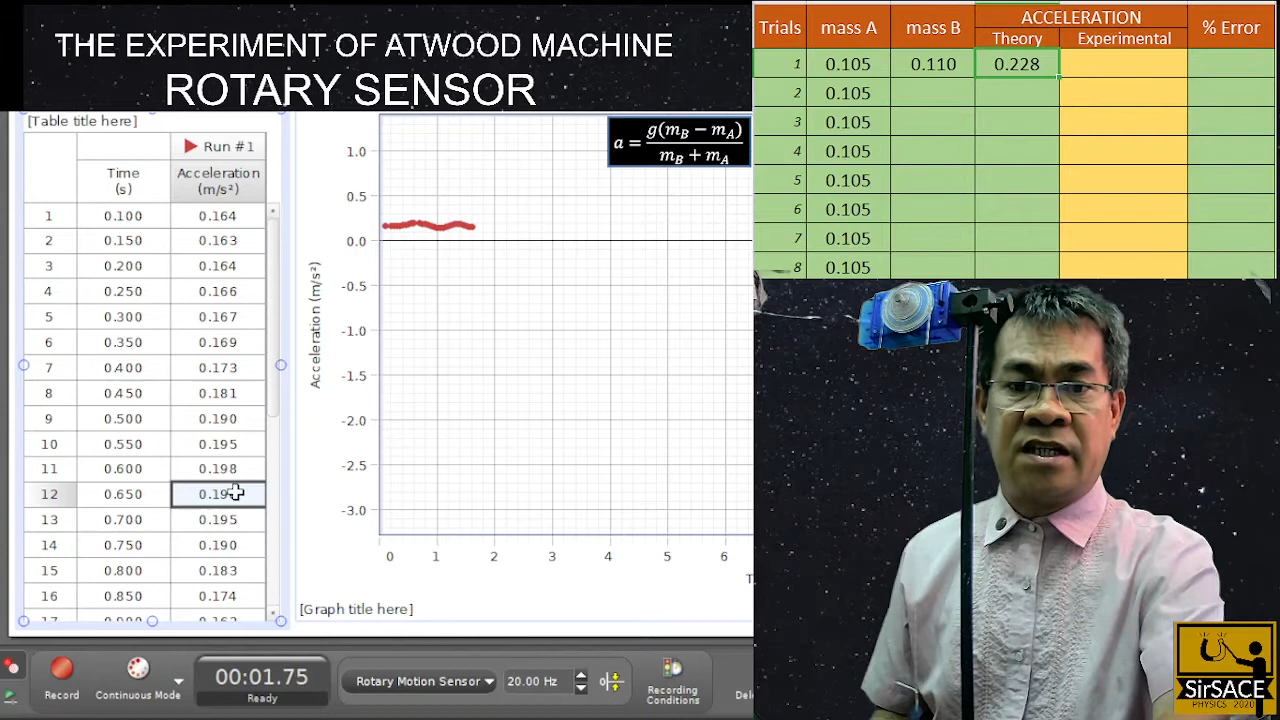 THE EXPERIMENT OF ATWOOD MACHINE
ROTARY SENSOR
[Table title here]
Run #1
Time (s) Acceleration (m/s²)
1 0.100 0.164
2 0.150 0.163
3 0.200 0.164
4 0.250 0.166
5 0.300 0.167
6 0.350 0.169
7 0.400 0.173
8 0.450 0.181
9 0.500 0.190
10 0.550 0.195
11 0.600 0.198
12 0.650
13 0.700 0.195
14 0.750 0.190
15 0.800 0.183
16 0.850 0.174
a = g(mB − mA) / mB + mA
1.0
0.5
0.0
-0.5
-1.0
-1.5
-2.0
-2.5
-3.0
Acceleration (m/s²)
0 1 2 3 4 5 6
[Graph title here]
Trials mass A mass B ACCELERATION % Error
Theory Experimental
1 0.105 0.110 0.228
2 0.105
3 0.105
4 0.105
5 0.105
6 0.105
7 0.105
8 0.105
Record
Continuous Mode
00:01.75
Ready
Rotary Motion Sensor
20.00 Hz
Recording
Conditions
SirSACE
PHYSICS 2020